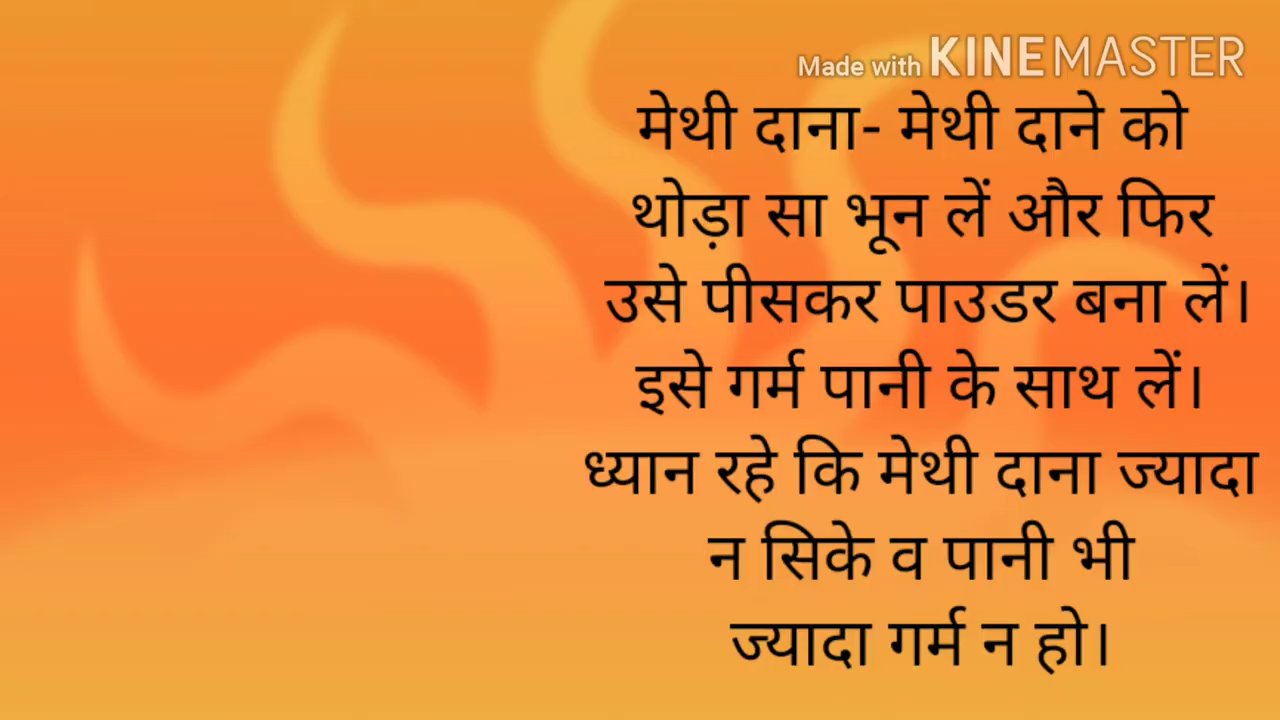 Made with KINEMASTER
मेथी दाना- मेथी दाने को
थोड़ा सा भून लें और फिर
उसे पीसकर पाउडर बना लें।
इसे गर्म पानी के साथ लें।
ध्यान रहे कि मेथी दाना ज्यादा
न सिके व पानी भी
ज्यादा गर्म न हो।